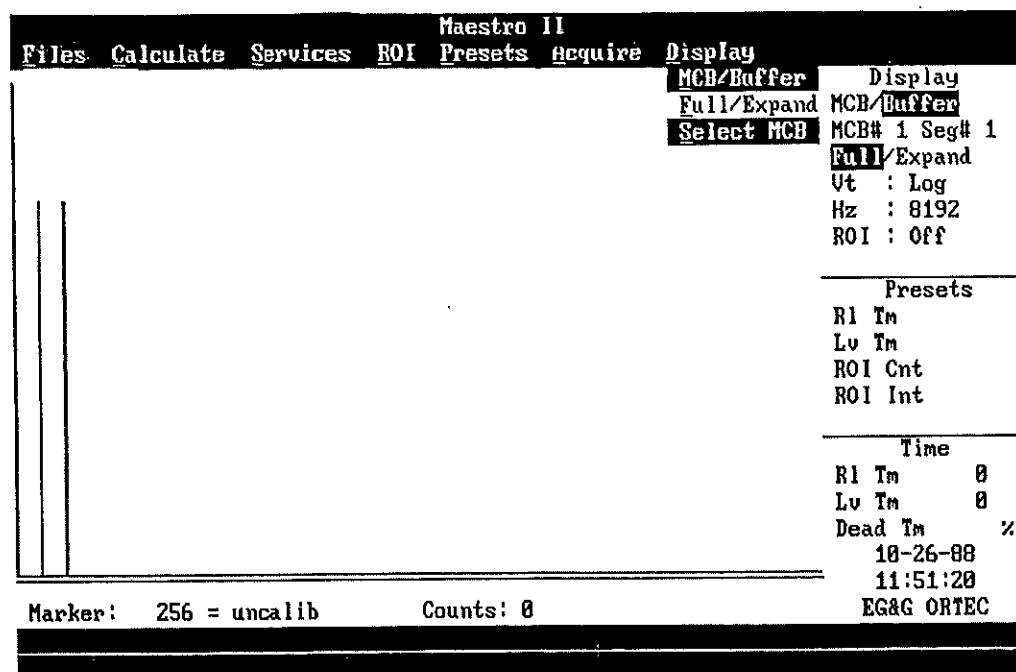 Maestro II
Files Calculate Services ROI Presets Acquire Display
MCB/Buffer
Full/Expand
Select MCB
Display
MCB/Buffer
MCB# 1 Seg# 1
Full/Expand
Vt : Log
Hz : 8192
ROI : Off
Presets
Rl Tm
Lv Tm
ROI Cnt
ROI Int
Time
Rl Tm 0
Lv Tm 0
Dead Tm %
10-26-88
11:51:20
EG&G ORTEC
Marker: 256 = uncalib Counts: 0